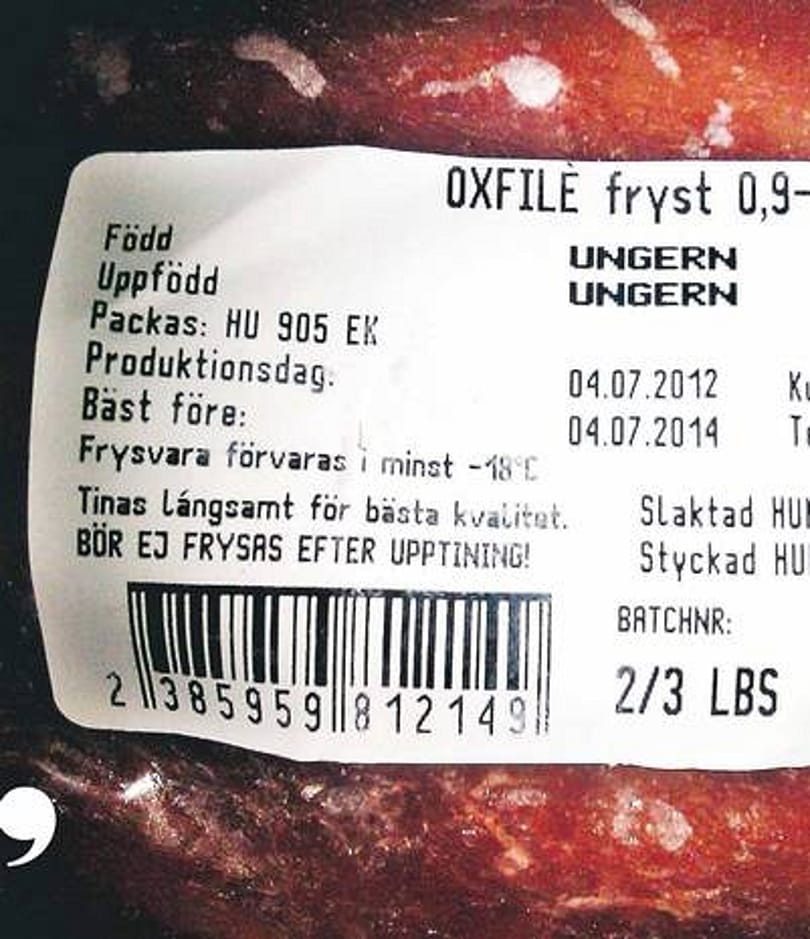 OXFILÈ fryst 0,9-
Född UNGERN
Uppfödd UNGERN
Packas: HU 905 EK
Produktionsdag: 04.07.2012
Bäst före: 04.07.2014
Frysvara förvaras i minst -18°C
Tinas lángsamt för bästa kvalitet. Slaktad
BÖR EJ FRYSAS EFTER UPPTINING! Styckad
BATCHNR:
2/3 LBS
2 385959 812149
,